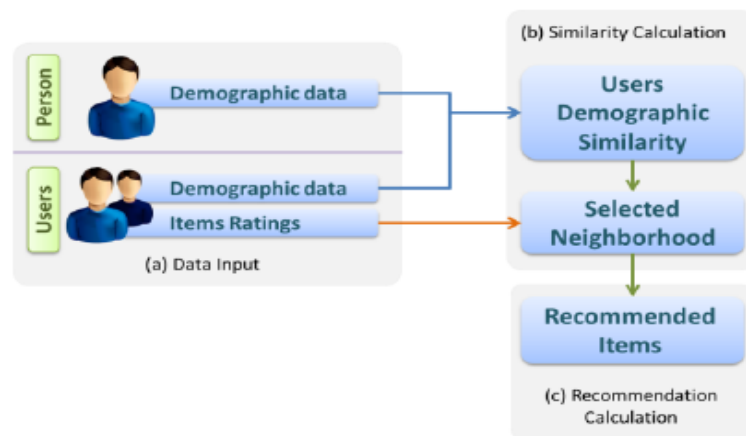 Person
Demographic data
Users
Demographic data
Items Ratings
(a) Data Input
(b) Similarity Calculation
Users
Demographic
Similarity
Selected
Neighborhood
Recommended
Items
(c) Recommendation
Calculation